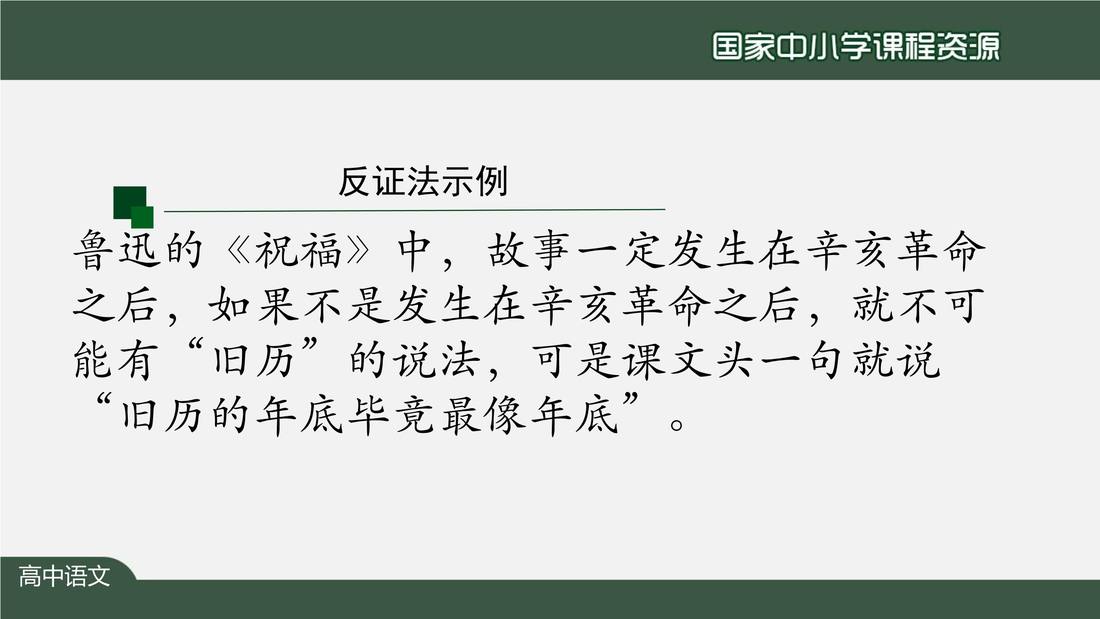 国家中小学课程资源
反证法示例
鲁迅的《祝福》中，故事一定发生在辛亥革命
之后，如果不是发生在辛亥革命之后，就不可
能有“旧历”的说法，可是课文头一句就说
“旧历的年底毕竟最像年底”。
高中语文